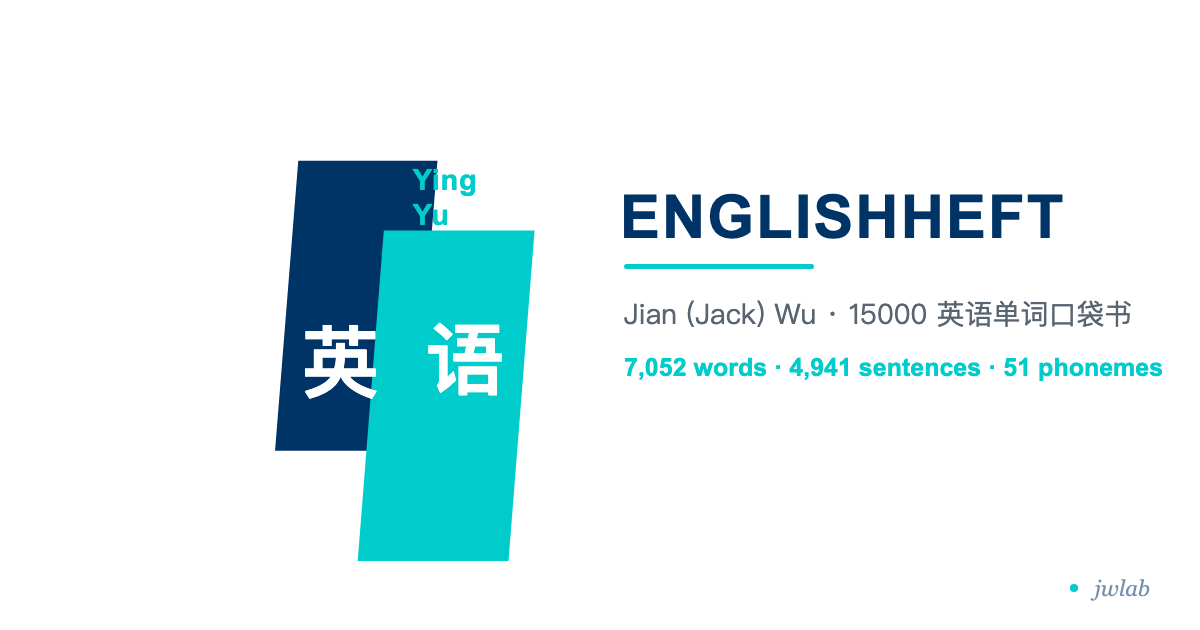 Ying
Yu
英 语
ENGLISHHEFT
Jian (Jack) Wu · 15000 英语单词口袋书
7,052 words · 4,941 sentences · 51 phonemes
jwlab